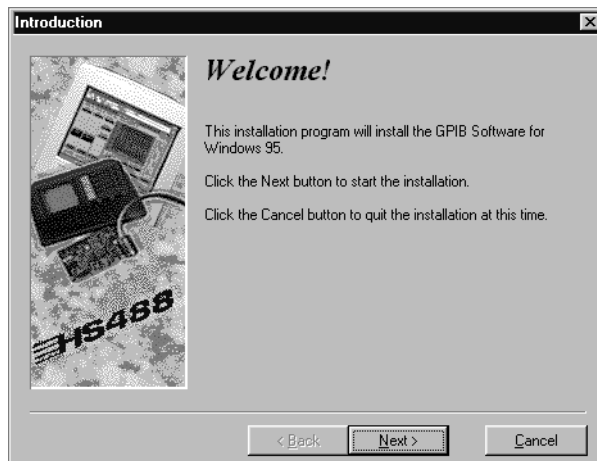 Introduction
Welcome!
This installation program will install the GPIB Software for
Windows 95.
Click the Next button to start the installation.
Click the Cancel button to quit the installation at this time.
HS488
< Back
Next >
Cancel